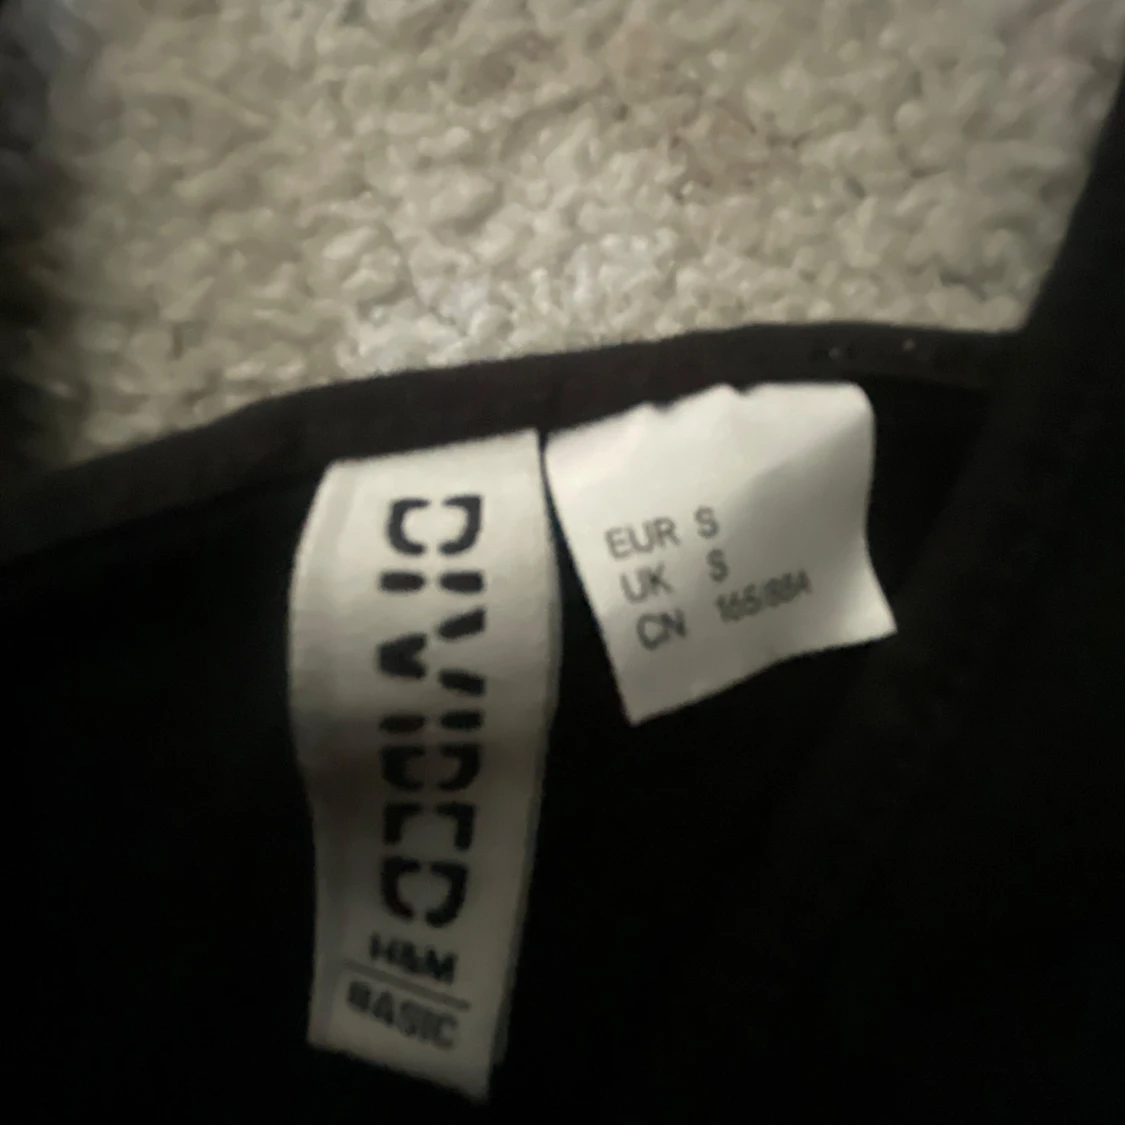 DIVIDED
H&M
BASIC
EUR S
UK S
CN 165/88A